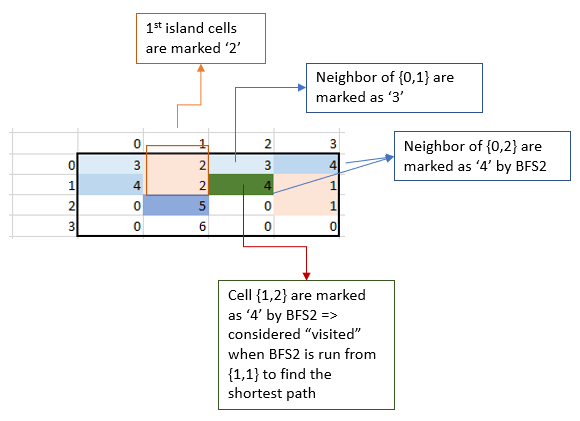 1st island cells
are marked ‘2’
Neighbor of {0,1} are
marked as ‘3’
0 1 2 3
0 3 2 3 4
1 4 2 4 1
2 0 5 0 1
3 0 6 0 0
Neighbor of {0,2} are
marked as ‘4’ by BFS2
Cell {1,2} are marked
as ‘4’ by BFS2 =>
considered “visited”
when BFS2 is run from
{1,1} to find the
shortest path